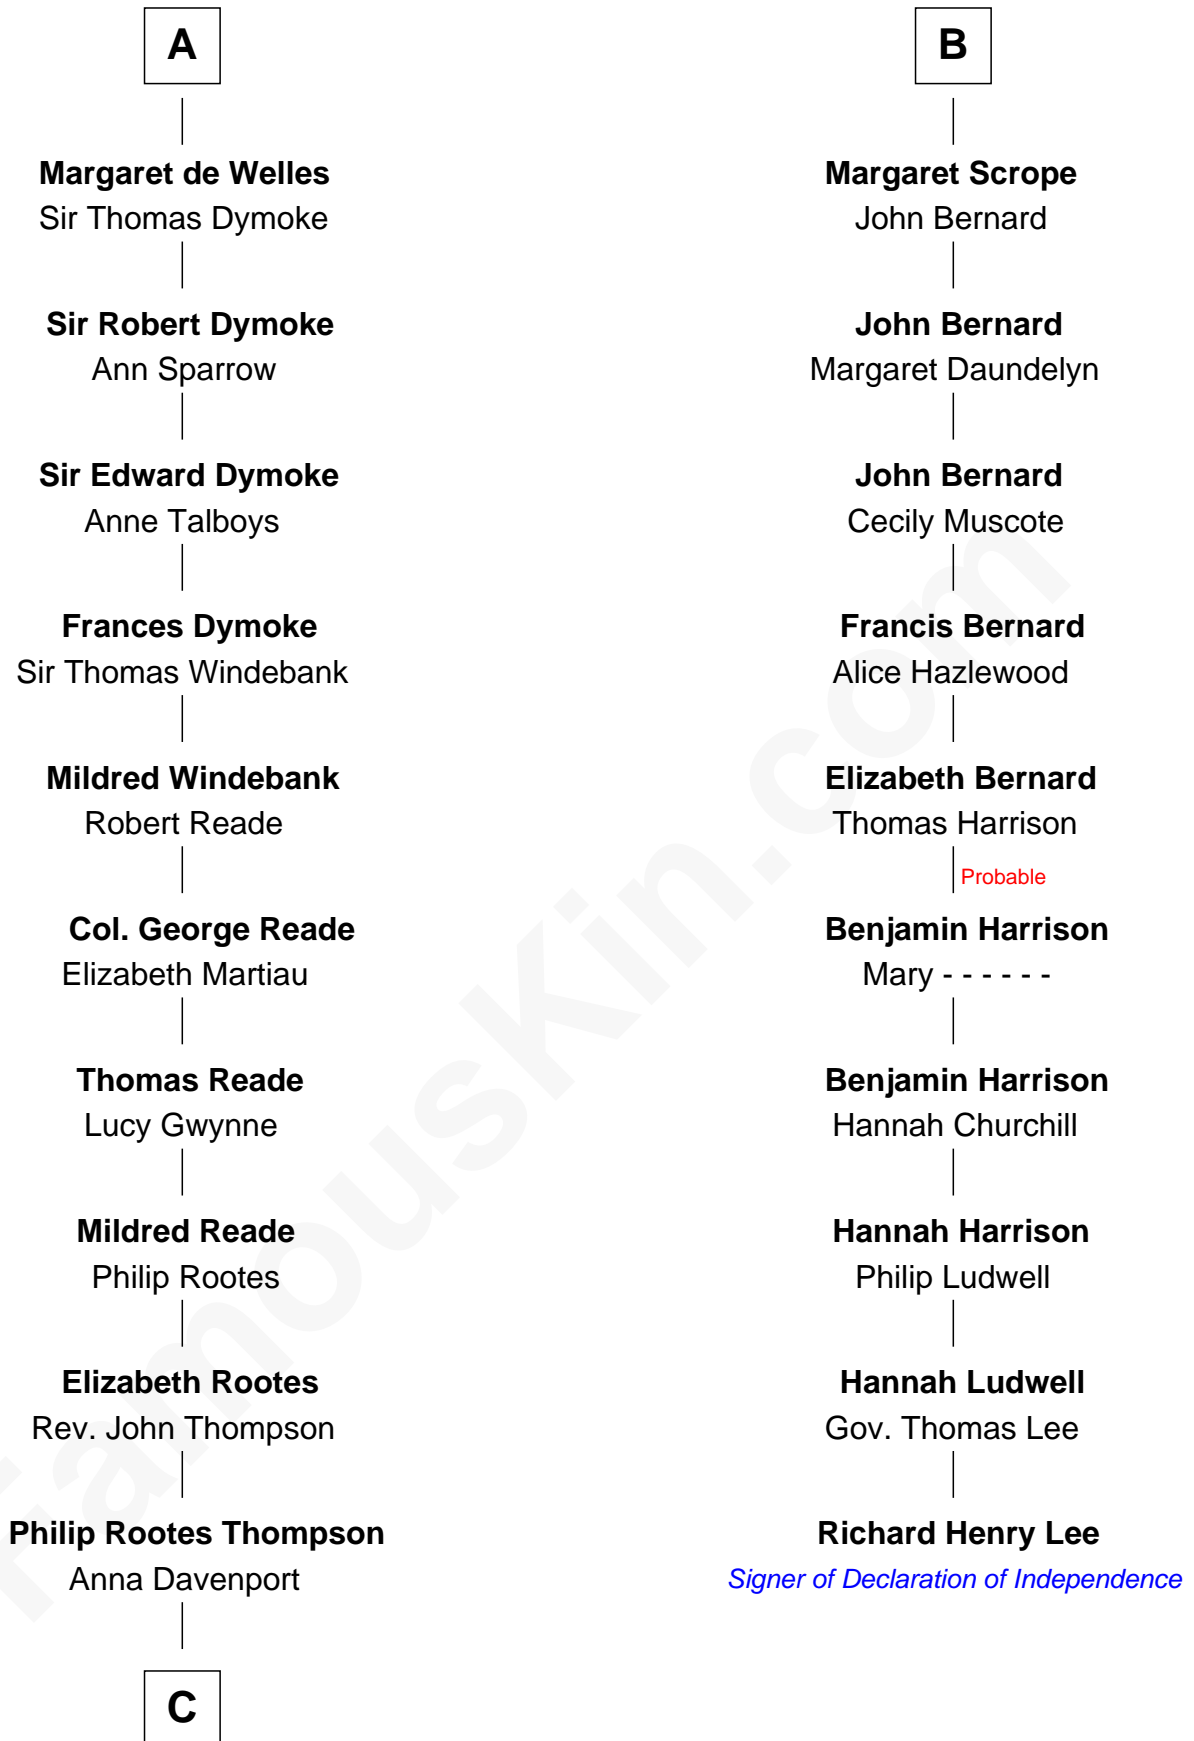 A
Margaret de Welles
Sir Thomas Dymoke
Sir Robert Dymoke
Ann Sparrow
Sir Edward Dymoke
Anne Talboys
Frances Dymoke
Sir Thomas Windebank
Mildred Windebank
Robert Reade
Col. George Reade
Elizabeth Martiau
Thomas Reade
Lucy Gwynne
Mildred Reade
Philip Rootes
Elizabeth Rootes
Rev. John Thompson
Philip Rootes Thompson
Anna Davenport
C
B
Margaret Scrope
John Bernard
John Bernard
Margaret Daundelyn
John Bernard
Cecily Muscote
Francis Bernard
Alice Hazlewood
Elizabeth Bernard
Thomas Harrison
Probable
Benjamin Harrison
Mary - - - - - -
Benjamin Harrison
Hannah Churchill
Hannah Harrison
Philip Ludwell
Hannah Ludwell
Gov. Thomas Lee
Richard Henry Lee
Signer of Declaration of Independence
FamousKin.com